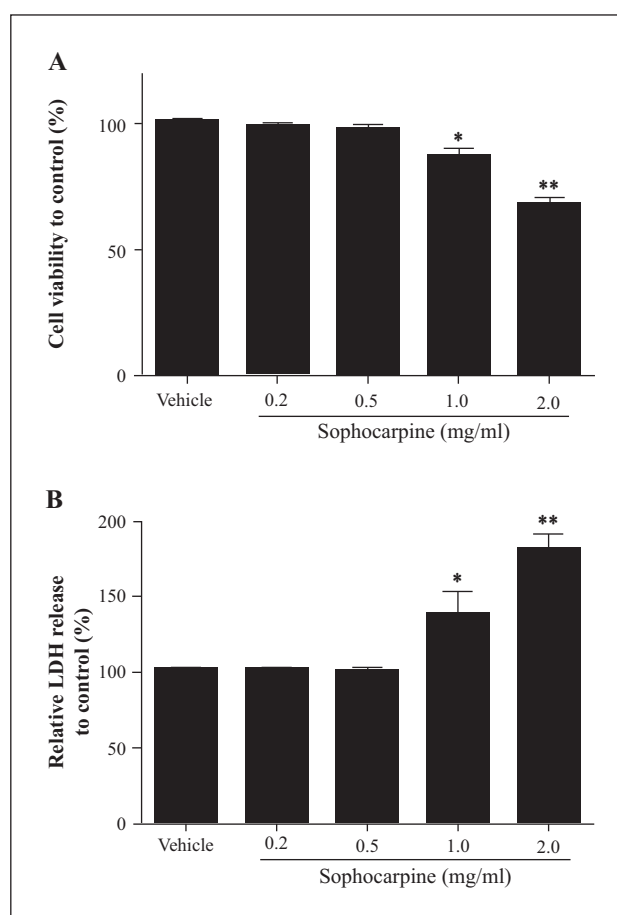 A
Cell viability to control (%)
100
50
0
*
**
Vehicle
0.2
0.5
1.0
2.0
Sophocarpine (mg/ml)
B
Relative LDH release
to control (%)
200
150
100
50
0
*
**
Vehicle
0.2
0.5
1.0
2.0
Sophocarpine (mg/ml)